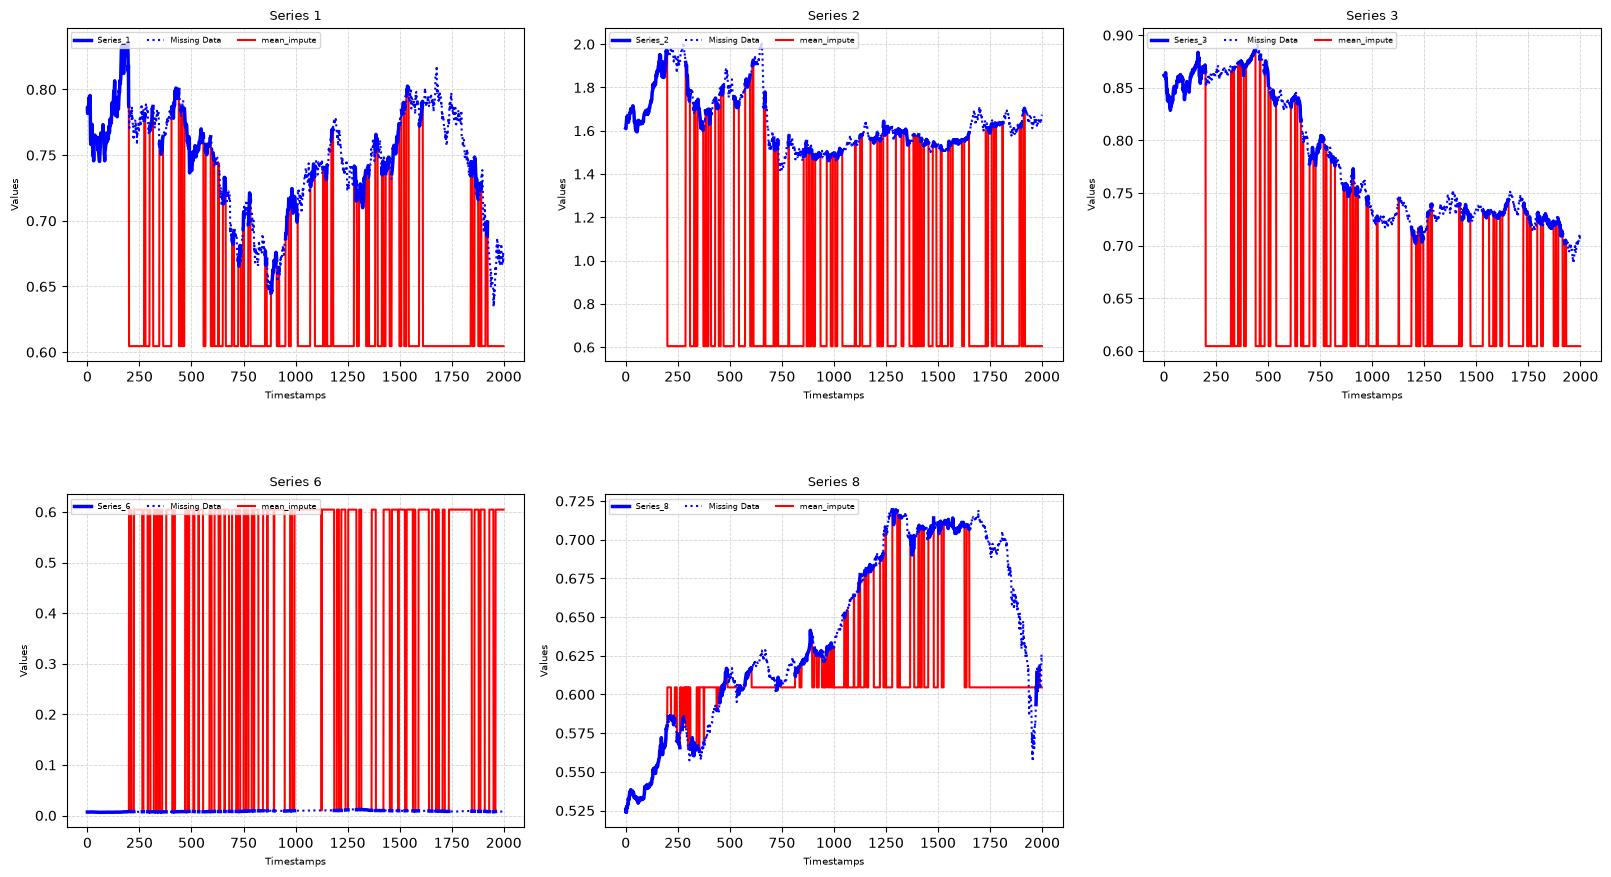 Series 1
Series_1 Missing Data mean_impute
Values
0.80
0.75
0.70
0.65
0.60
0 250 500 750 1000 1250 1500 1750 2000
Timestamps
Series 2
Series_2 Missing Data mean_impute
Values
2.0
1.8
1.6
1.4
1.2
1.0
0.8
0.6
0 250 500 750 1000 1250 1500 1750 2000
Timestamps
Series 3
Series_3 Missing Data mean_impute
Values
0.90
0.85
0.80
0.75
0.70
0.65
0.60
0 250 500 750 1000 1250 1500 1750 2000
Timestamps
Series 6
Series_6 Missing Data mean_impute
Values
0.6
0.5
0.4
0.3
0.2
0.1
0.0
0 250 500 750 1000 1250 1500 1750 2000
Timestamps
Series 8
Series_8 Missing Data mean_impute
Values
0.725
0.700
0.675
0.650
0.625
0.600
0.575
0.550
0.525
0 250 500 750 1000 1250 1500 1750 2000
Timestamps